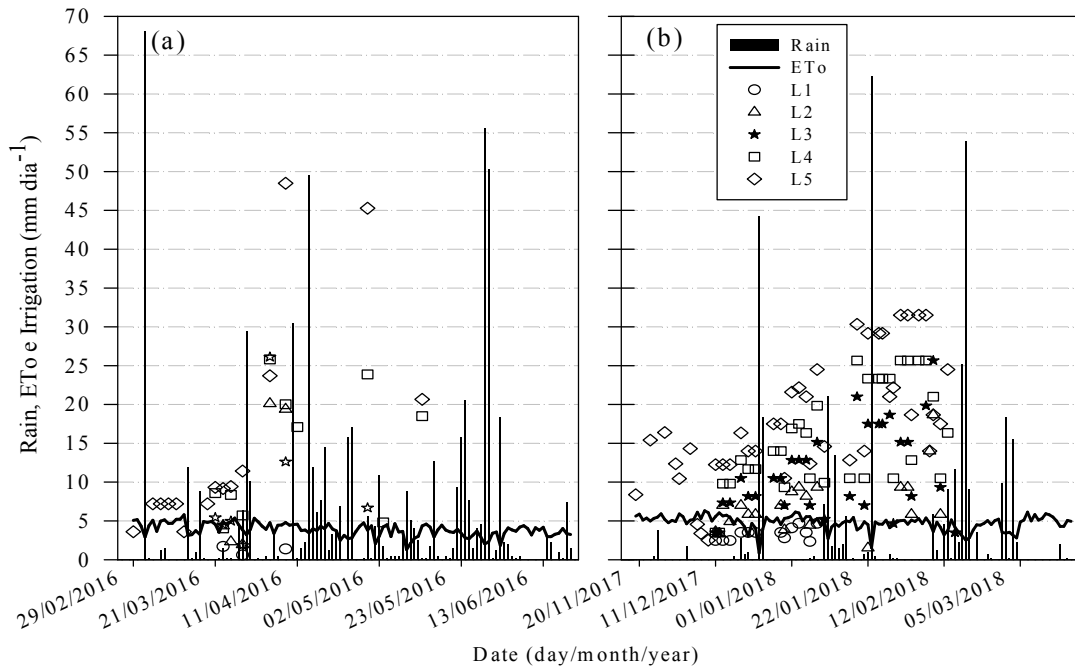 70
65
60
55
50
45
40
35
30
25
20
15
10
5
0
Rain, ETo e Irrigation (mm dia-1)
(a)
(b)
Rain
ETo
L1
L2
L3
L4
L5
29/02/2016
21/03/2016
11/04/2016
02/05/2016
23/05/2016
13/06/2016
20/11/2017
11/12/2017
01/01/2018
22/01/2018
12/02/2018
05/03/2018
Date (day/month/year)